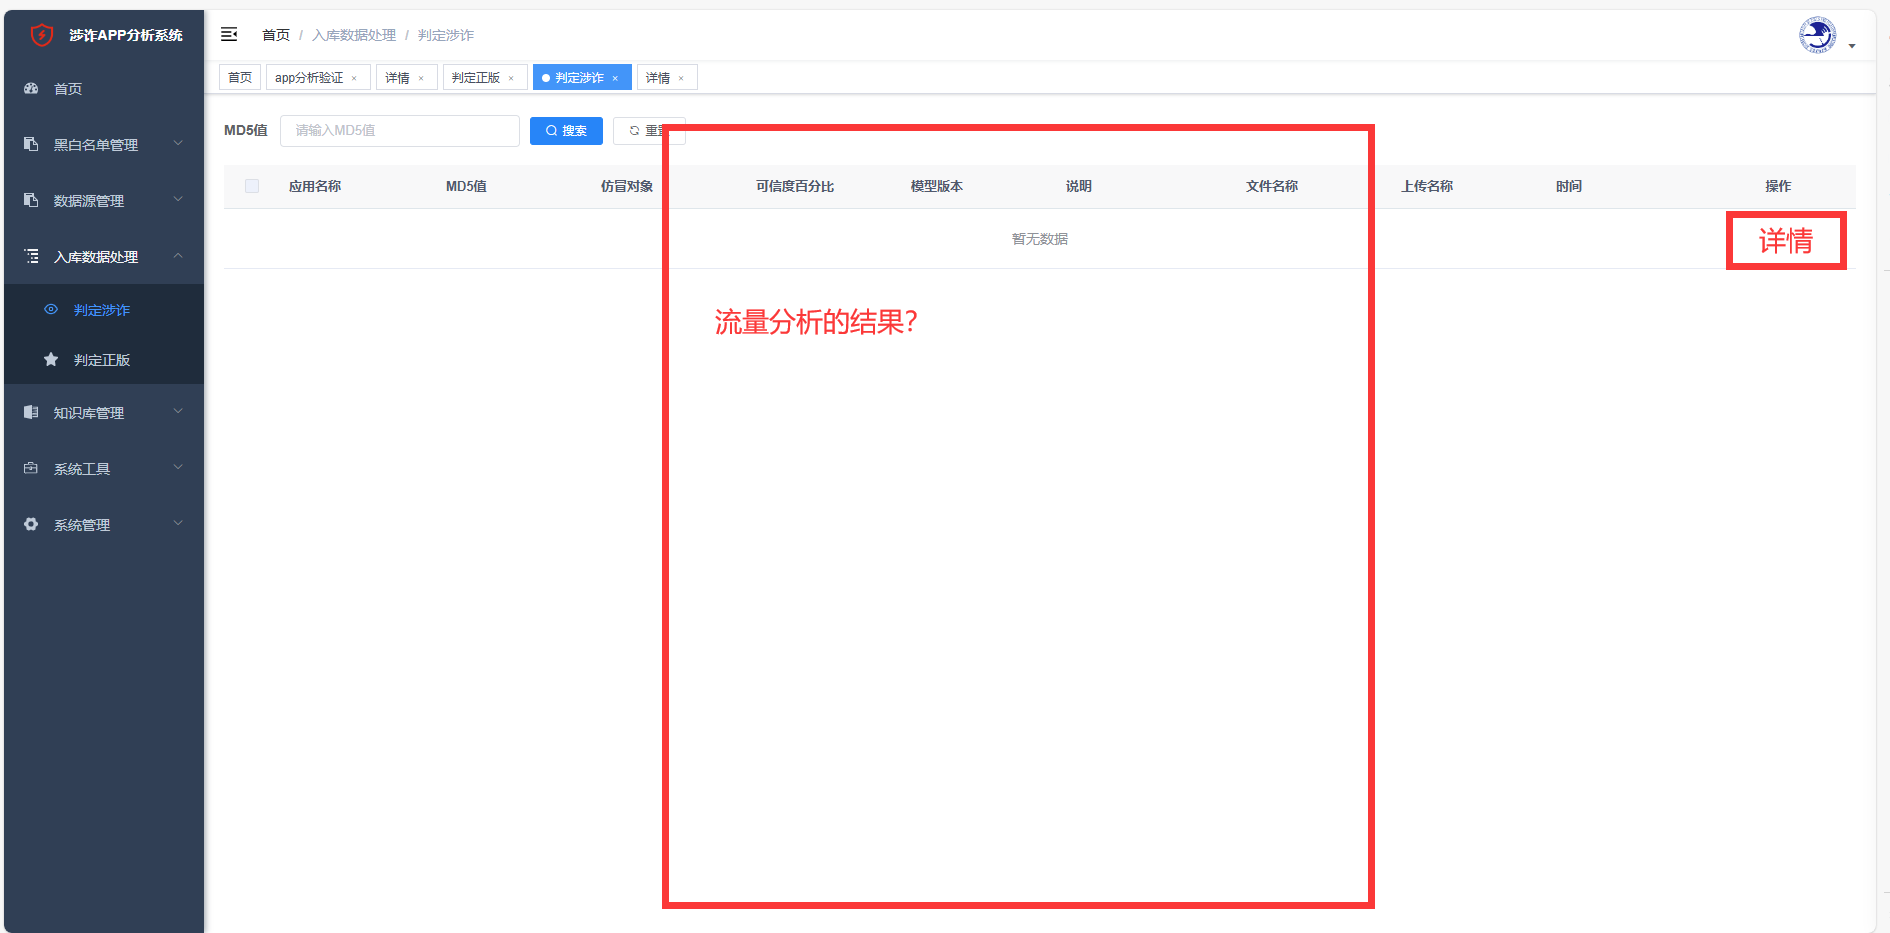 涉诈APP分析系统
首页 / 入库数据处理 / 判定涉诈
首页
app分析验证 ×
详情 ×
判定正版 ×
判定涉诈 ×
详情 ×
首页
黑白名单管理
数据源管理
入库数据处理
判定涉诈
判定正版
知识库管理
系统工具
系统管理
MD5值
请输入MD5值
搜索
重置
应用名称
MD5值
仿冒对象
可信度百分比
模型版本
说明
文件名称
上传名称
时间
操作
暂无数据
详情
流量分析的结果?